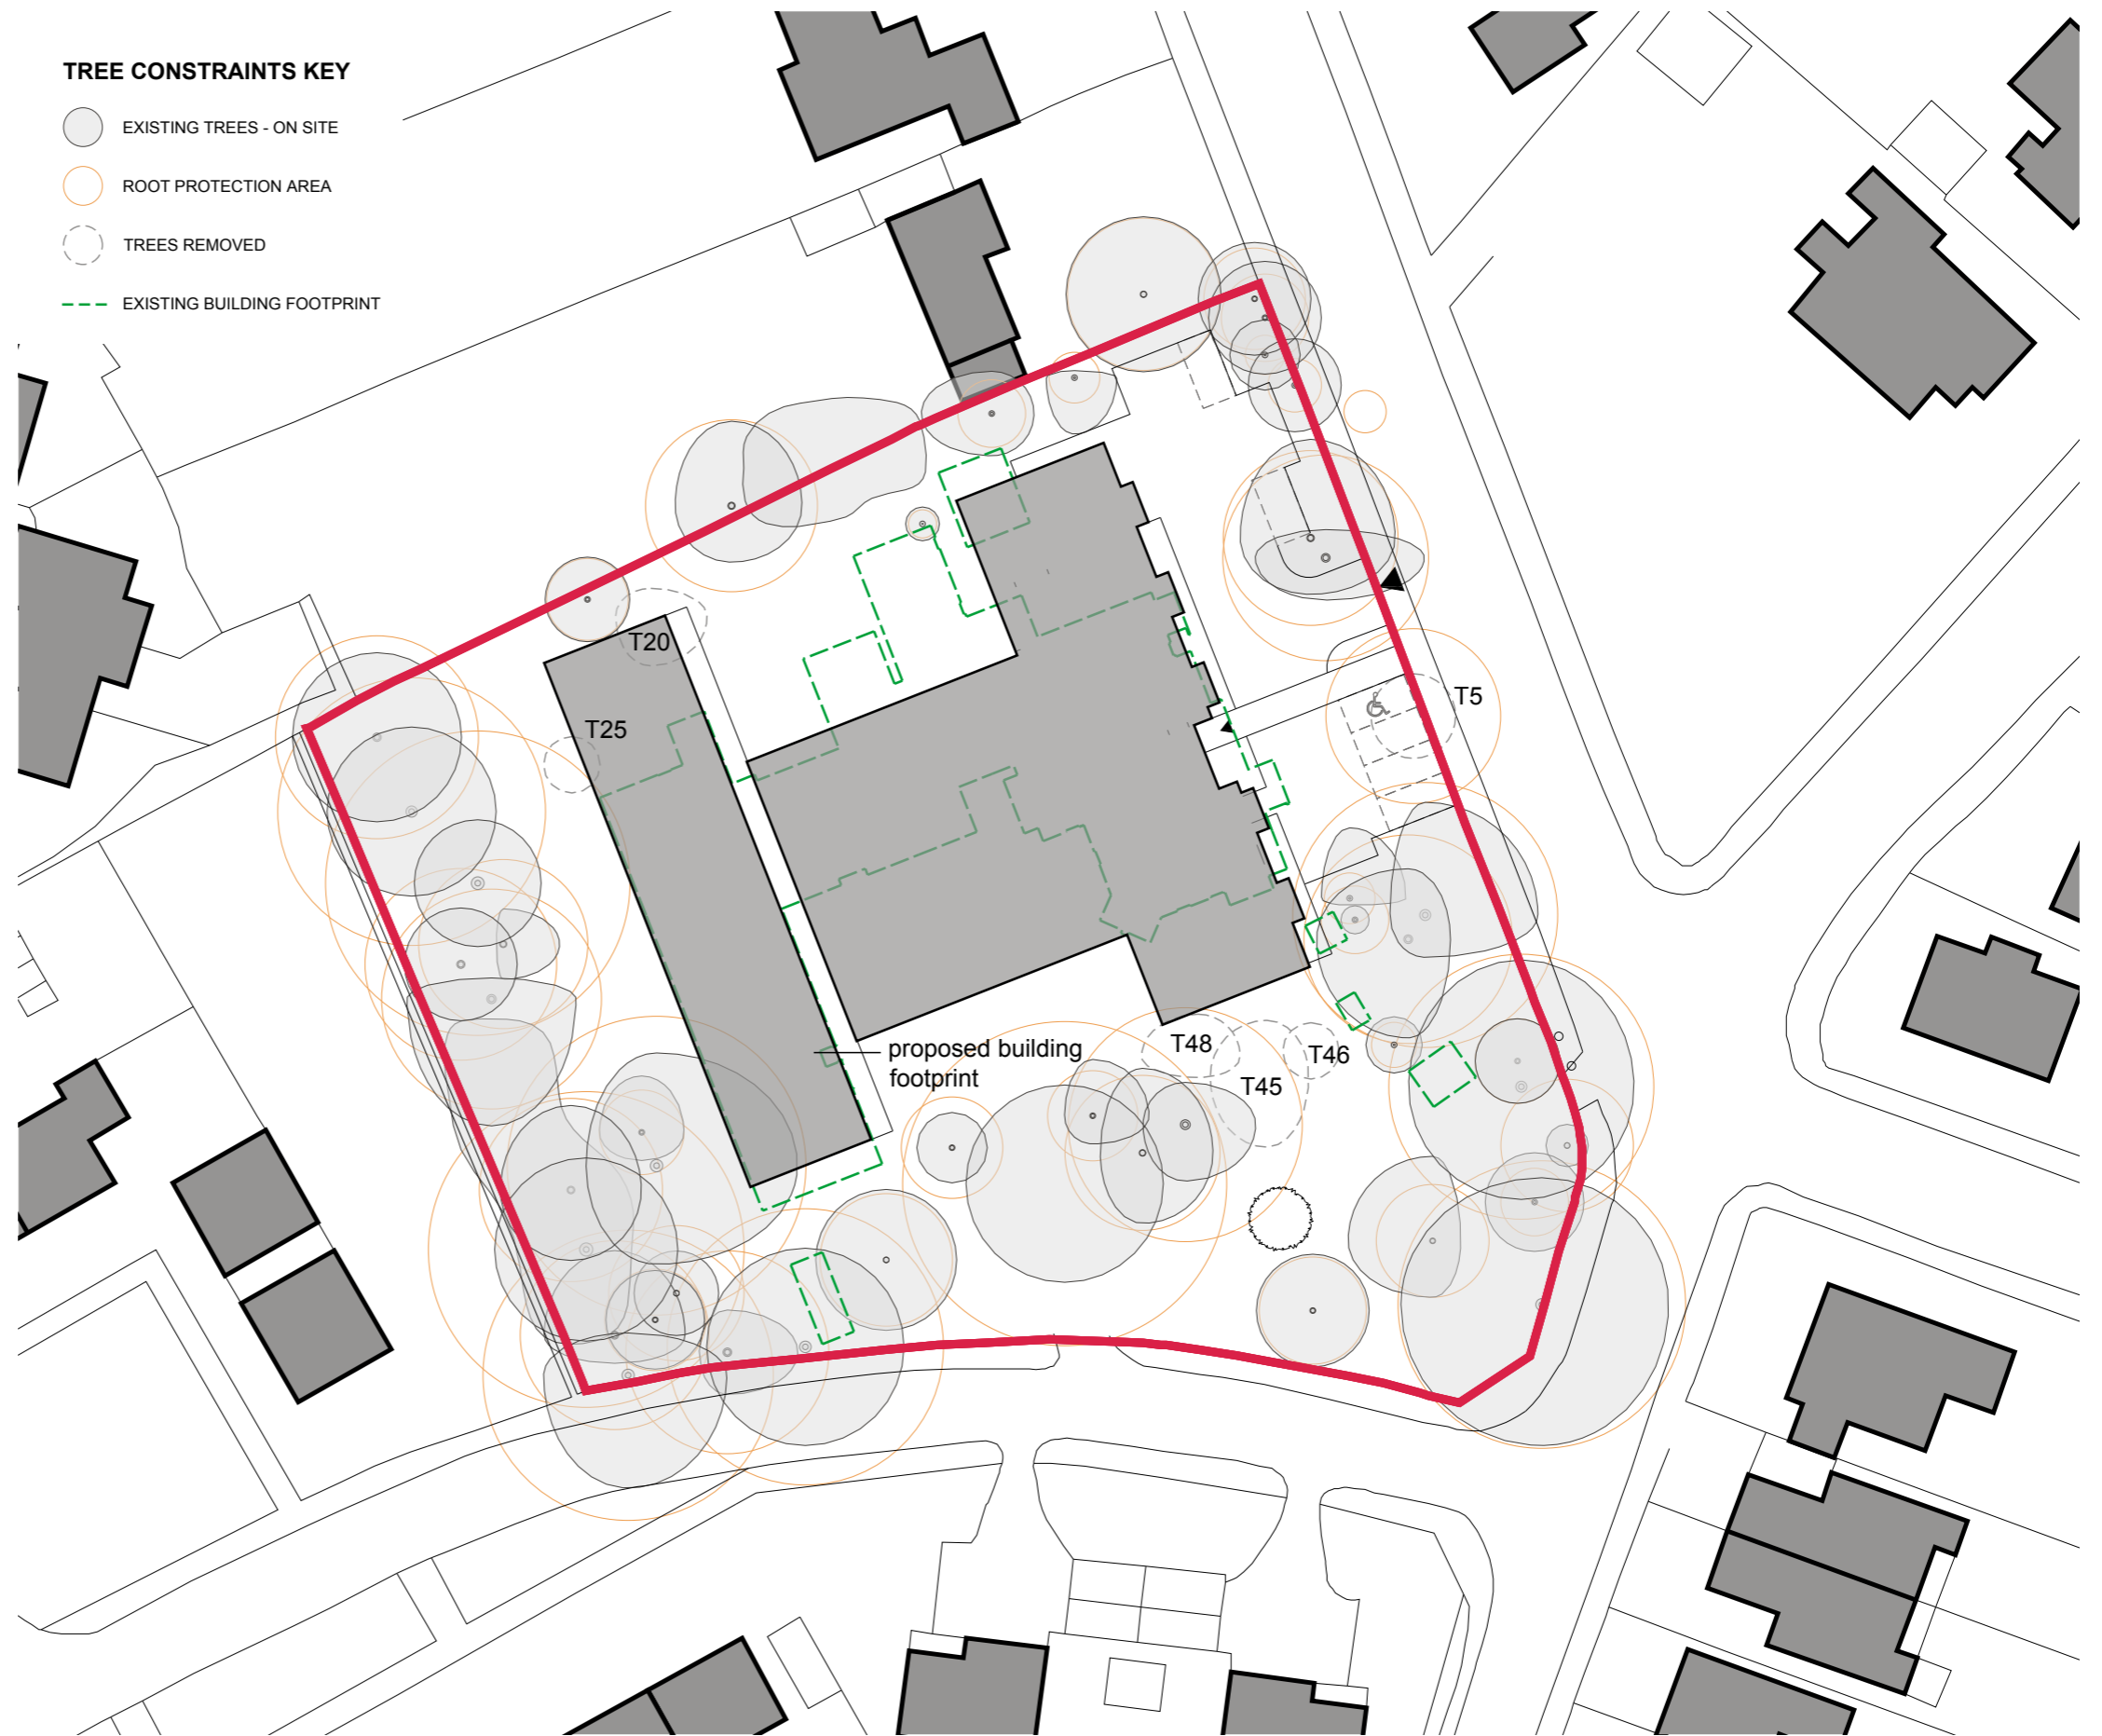 TREE CONSTRAINTS KEY
EXISTING TREES - ON SITE
ROOT PROTECTION AREA
TREES REMOVED
EXISTING BUILDING FOOTPRINT
T20
T5
T25
T48
T46
T45
proposed building
footprint